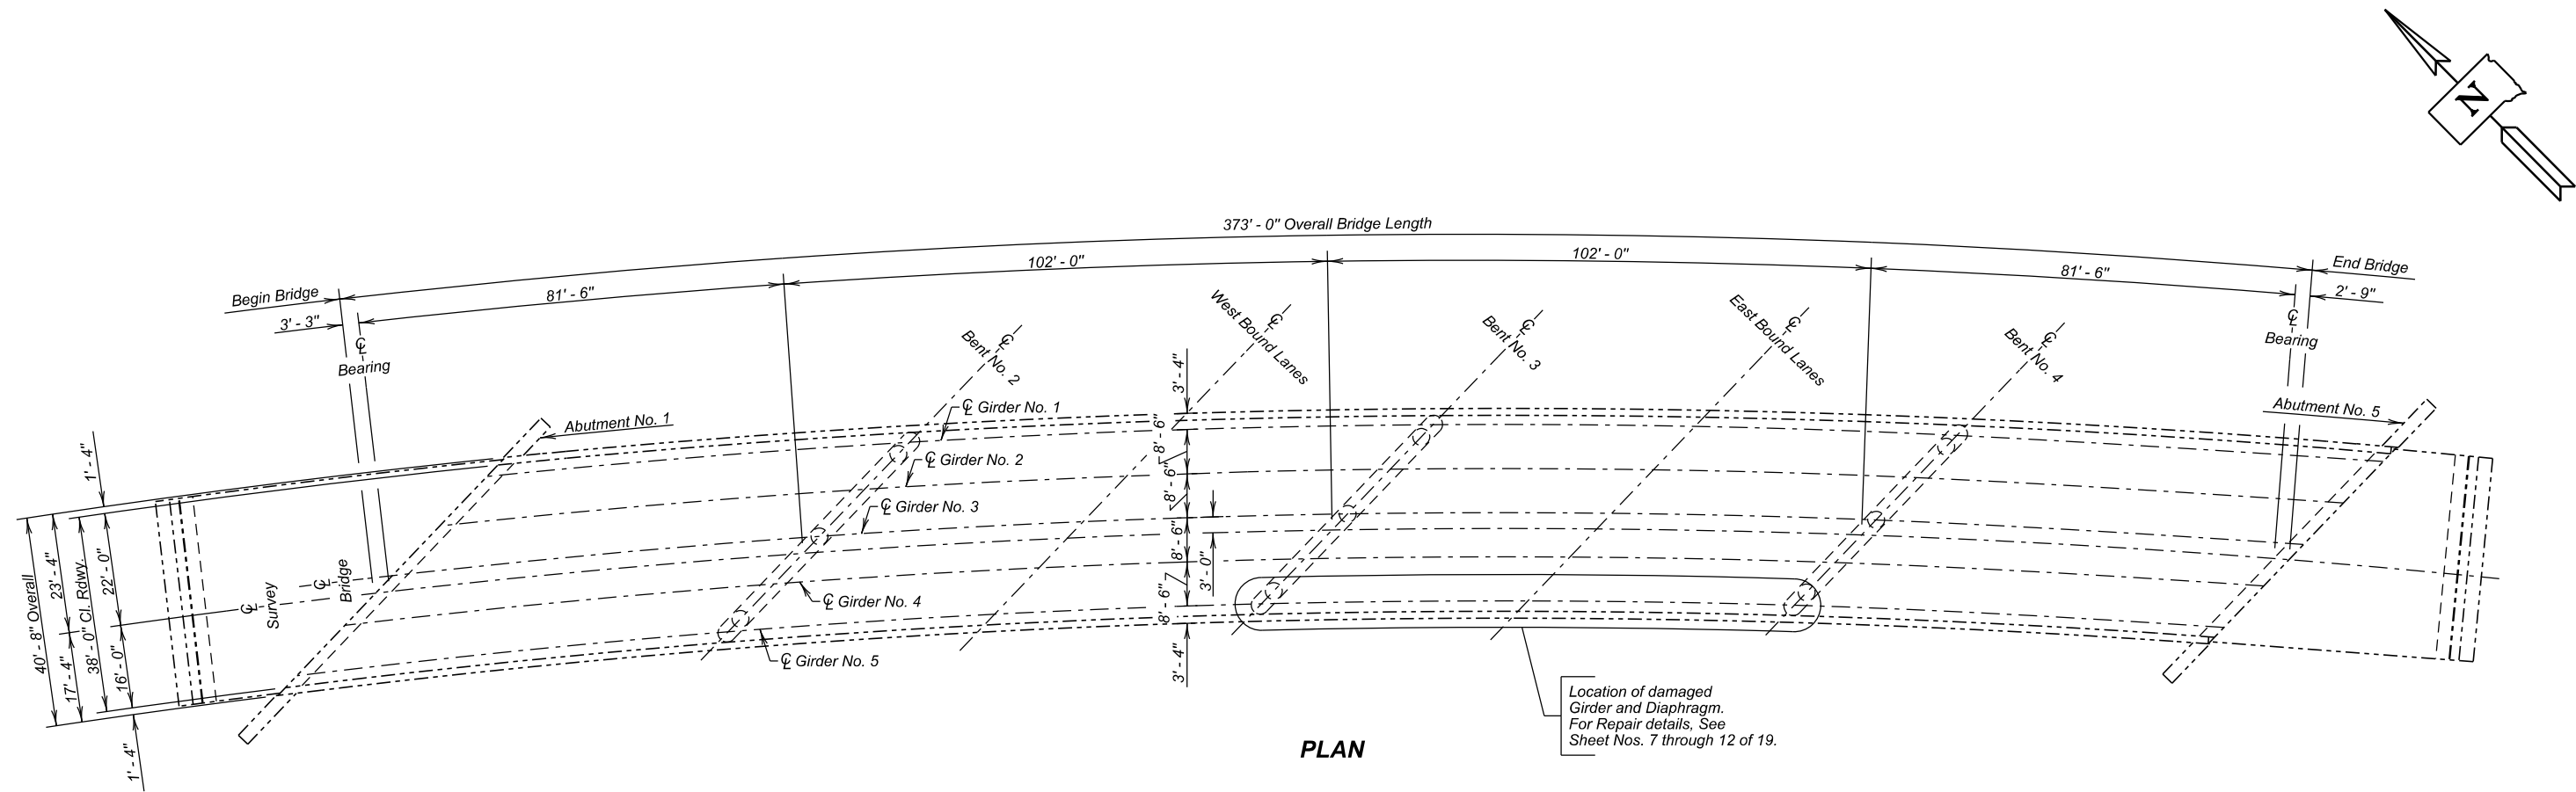 N
373' - 0" Overall Bridge Length
Begin Bridge
81' - 6"
102' - 0"
102' - 0"
81' - 6"
End Bridge
3' - 3"
2' - 9"
℄
Bearing
℄
Bent No. 2
℄
West Bound Lanes
℄
Bent No. 3
℄
East Bound Lanes
℄
Bent No. 4
℄
Bearing
Abutment No. 1
Abutment No. 5
℄ Girder No. 1
℄ Girder No. 2
℄ Girder No. 3
℄ Girder No. 4
℄ Girder No. 5
3' - 4"
8' - 6"
8' - 6"
8' - 6"
8' - 6"
3' - 0"
3' - 4"
1' - 4"
40' - 8" Overall
23' - 4"
17' - 4"
38' - 0" Cl. Rdwy.
22' - 0"
16' - 0"
1' - 4"
℄
Survey
℄
Bridge
Location of damaged
Girder and Diaphragm.
For Repair details, See
Sheet Nos. 7 through 12 of 19.
PLAN